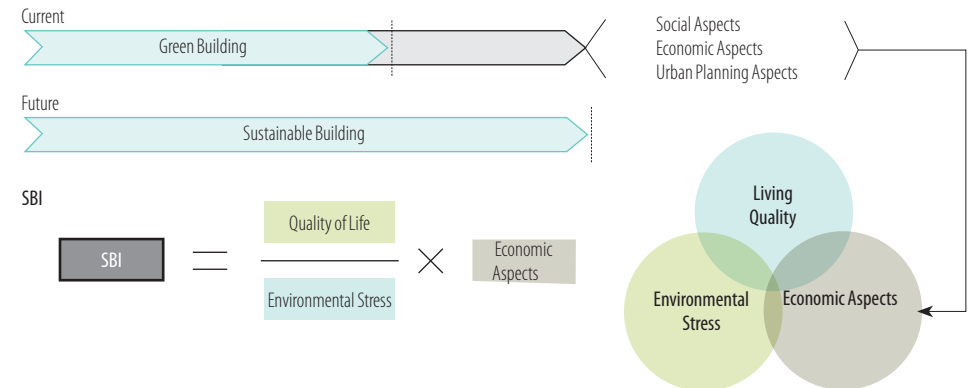 Current
Green Building
Social Aspects
Economic Aspects
Urban Planning Aspects
Future
Sustainable Building
SBI
SBI
Quality of Life
Environmental Stress
Economic
Aspects
Living
Quality
Environmental
Stress
Economic Aspects